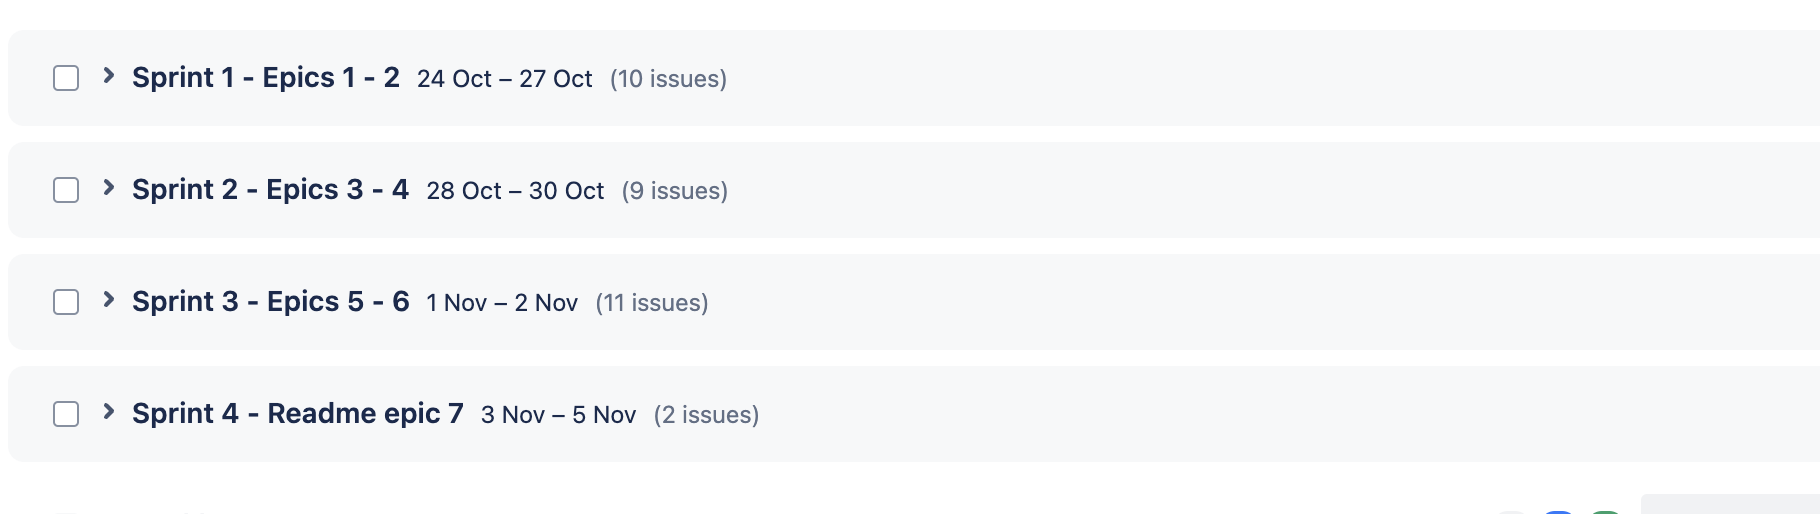 Sprint 1 - Epics 1 - 2 24 Oct – 27 Oct (10 issues)
Sprint 2 - Epics 3 - 4 28 Oct – 30 Oct (9 issues)
Sprint 3 - Epics 5 - 6 1 Nov – 2 Nov (11 issues)
Sprint 4 - Readme epic 7 3 Nov – 5 Nov (2 issues)